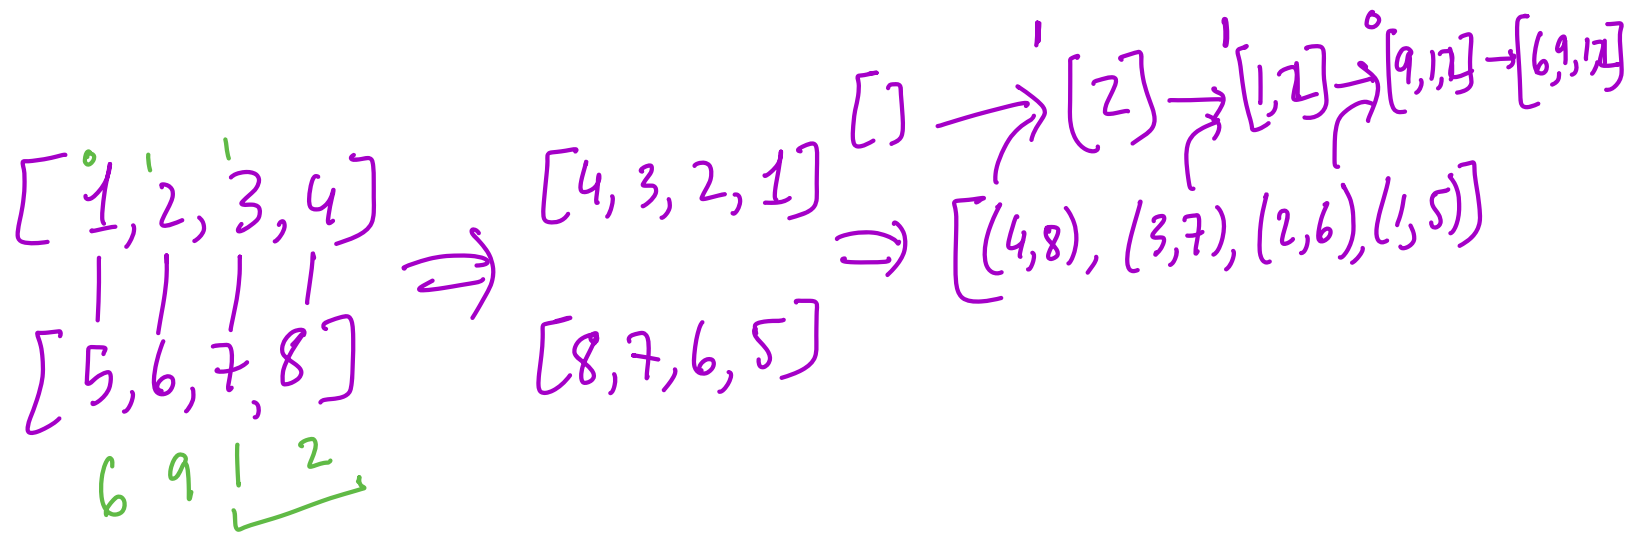 0 1 1
[1, 2, 3, 4]
[5, 6, 7, 8]
6 9 1 2
⇒
[4, 3, 2, 1]
[8, 7, 6, 5]
⇒
1 1 0
[] → [2] → [1, 2] → [9, 1, 2] → [6, 9, 1, 2]
[(4, 8), (3, 7), (2, 6), (1, 5)]